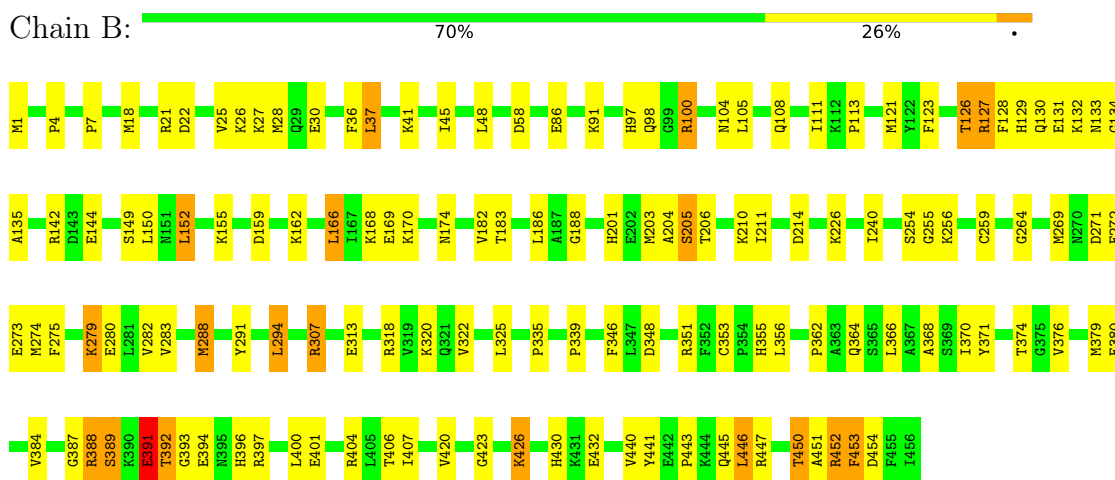 Chain B:
70% 26% •
M1 P4 P7 M18 R21 D22 V25 K26 K27 M28 Q29 E30 F36 L37 K41 I45 L48 D58 E86 K91 H97 Q98 G99 R100 N104 L105 Q108 I111 K112 P113 M121 Y122 F123 T126 R127 F128 H129 Q130 E131 K132 N133
A135 R142 D143 E144 S149 L150 N151 L152 K155 D159 K162 L166 I167 K168 E169 K170 N174 V182 T183 L186 A187 G188 H201 E202 M203 A204 S205 T206 K210 I211 D214 K226 I240 S254 G255 K256 C259 G264 M269 N270 D271
E273 M274 F275 K279 E280 L281 V282 V283 M288 Y291 L294 R307 E313 R318 V319 K320 Q321 V322 L325 P335 P339 F346 L347 D348 R351 F352 C353 P354 H355 L356 P362 A363 Q364 S365 L366 A367 A368 S369 I370 Y371 T374 G375 V376 M379
V384 G387 R388 S389 K390 E391 T392 G393 E394 N395 H396 R397 L400 E401 R404 L405 T406 I407 V420 G423 K426 H430 K431 E432 V440 Y441 E442 P443 K444 Q445 L446 R447 T450 A451 R452 F453 D454 F455 I456